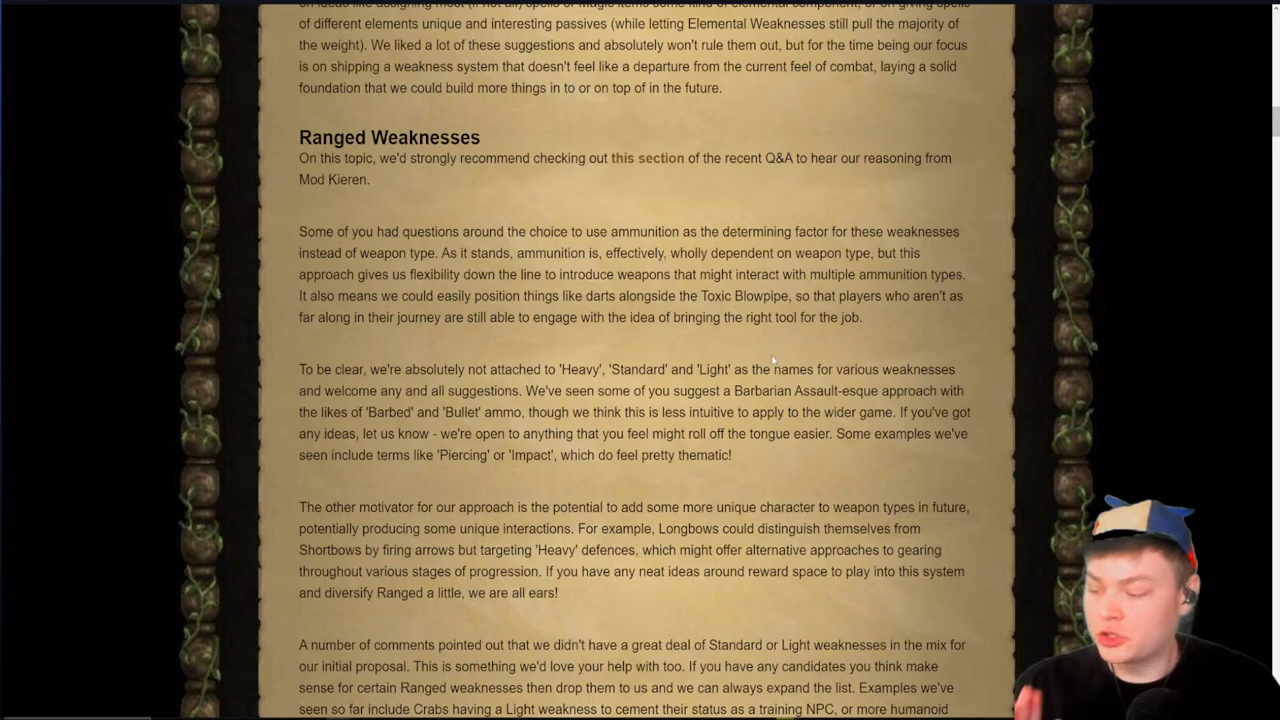 on ideas like assigning most (if not all) spells or Magic items some kind of elemental component, or on giving spells
of different elements unique and interesting passives (while letting Elemental Weaknesses still pull the majority of
the weight). We liked a lot of these suggestions and absolutely won't rule them out, but for the time being our focus
is on shipping a weakness system that doesn't feel like a departure from the current feel of combat, laying a solid
foundation that we could build more things in to or on top of in the future.
Ranged Weaknesses
On this topic, we'd strongly recommend checking out this section of the recent Q&A to hear our reasoning from
Mod Kieren.
Some of you had questions around the choice to use ammunition as the determining factor for these weaknesses
instead of weapon type. As it stands, ammunition is, effectively, wholly dependent on weapon type, but this
approach gives us flexibility down the line to introduce weapons that might interact with multiple ammunition types.
It also means we could easily position things like darts alongside the Toxic Blowpipe, so that players who aren't as
far along in their journey are still able to engage with the idea of bringing the right tool for the job.
To be clear, we're absolutely not attached to 'Heavy', 'Standard' and 'Light' as the names for various weaknesses
and welcome any and all suggestions. We've seen some of you suggest a Barbarian Assault-esque approach with
the likes of 'Barbed' and 'Bullet' ammo, though we think this is less intuitive to apply to the wider game. If you've got
any ideas, let us know - we're open to anything that you feel might roll off the tongue easier. Some examples we've
seen include terms like 'Piercing' or 'Impact', which do feel pretty thematic!
The other motivator for our approach is the potential to add some more unique character to weapon types in future,
potentially producing some unique interactions. For example, Longbows could distinguish themselves from
Shortbows by firing arrows but targeting 'Heavy' defences, which might offer alternative approaches to gearing
throughout various stages of progression. If you have any neat ideas around reward space to play into this system
and diversify Ranged a little, we are all ears!
A number of comments pointed out that we didn't have a great deal of Standard or Light weaknesses in the mix for
our initial proposal. This is something we'd love your help with too. If you have any candidates you think make
sense for certain Ranged weaknesses then drop them to us and we can always expand the list. Examples we've
seen so far include Crabs having a Light weakness to cement their status as a training NPC, or more humanoid